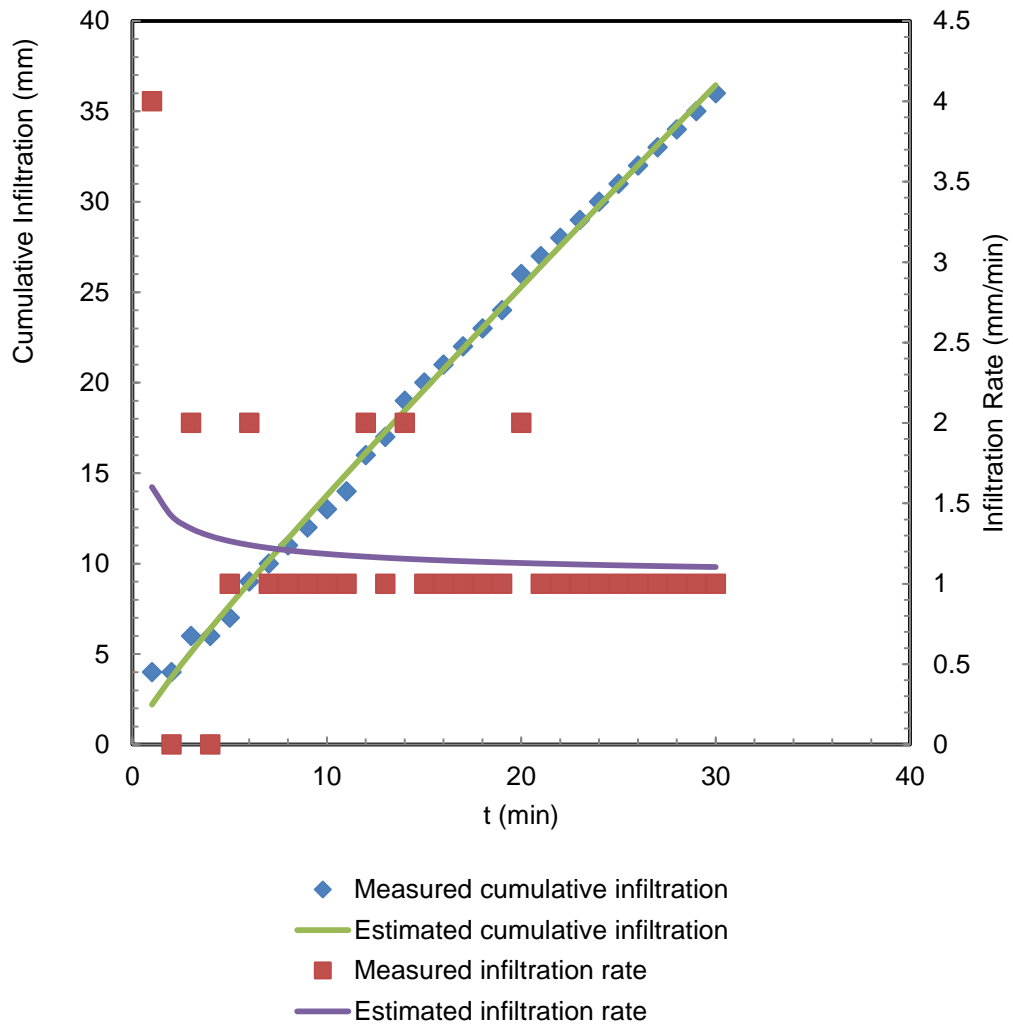 Cumulative Infiltration (mm)
40
35
30
25
20
15
10
5
0
4.5
4
3.5
3
2.5
2
1.5
1
0.5
0
Infiltration Rate (mm/min)
0 10 20 30 40
t (min)
Measured cumulative infiltration
Estimated cumulative infiltration
Measured infiltration rate
Estimated infiltration rate